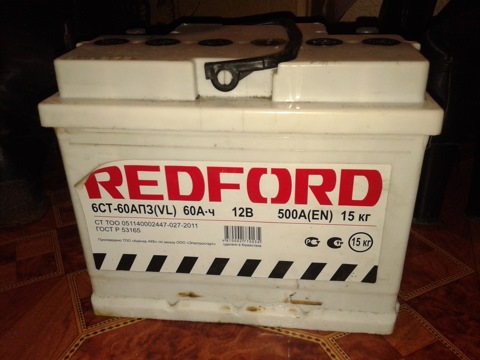 REDFORD
6СТ-60АПЗ(VL) 60А·ч 12В 500А(EN) 15 кг
СТ ТОО 051140002447-027-2011
ГОСТ Р 53165
15 кг